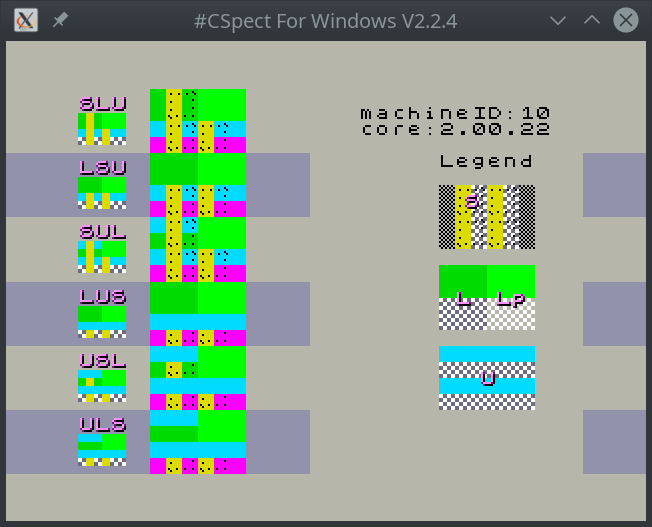 #CSpect For Windows V2.2.4
SLU
machineID:10
core:2.00.22
LSU
Legend
S
SUL
L Lp
LUS
USL
U
ULS